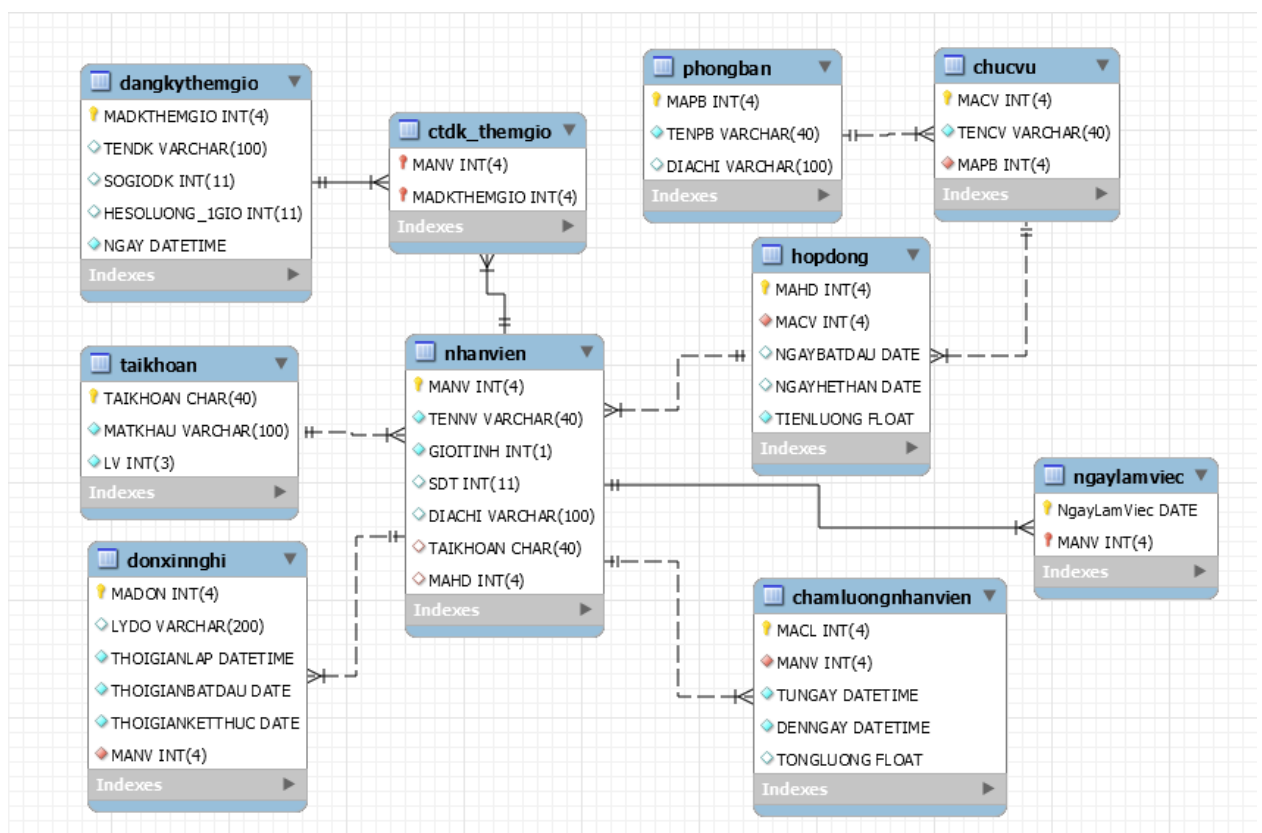 dangkythemgio
MADKTHEMGIO INT(4)
TENDK VARCHAR(100)
SOGIODK INT(11)
HESOLUONG_1GIO INT(11)
NGAY DATETIME
Indexes
ctdk_themgio
MANV INT(4)
MADKTHEMGIO INT(4)
Indexes
phongban
MAPB INT(4)
TENPB VARCHAR(40)
DIACHI VARCHAR(100)
Indexes
chucvu
MACV INT(4)
TENCV VARCHAR(40)
MAPB INT(4)
Indexes
hopdong
MAHD INT(4)
MACV INT(4)
NGAYBATDAU DATE
NGAYHETHAN DATE
TIENLUONG FLOAT
Indexes
taikhoan
TAIKHOAN CHAR(40)
MATKHAU VARCHAR(100)
LV INT(3)
Indexes
nhanvien
MANV INT(4)
TENNV VARCHAR(40)
GIOITINH INT(1)
SDT INT(11)
DIACHI VARCHAR(100)
TAIKHOAN CHAR(40)
MAHD INT(4)
Indexes
ngaylamviec
NgayLamViec DATE
MANV INT(4)
Indexes
donxinnghi
MADON INT(4)
LYDO VARCHAR(200)
THOIGIANLAP DATETIME
THOIGIANBATDAU DATE
THOIGIANKETTHUC DATE
MANV INT(4)
Indexes
chamluongnhanvien
MACL INT(4)
MANV INT(4)
TUNGAY DATETIME
DENNGAY DATETIME
TONGLUONG FLOAT
Indexes